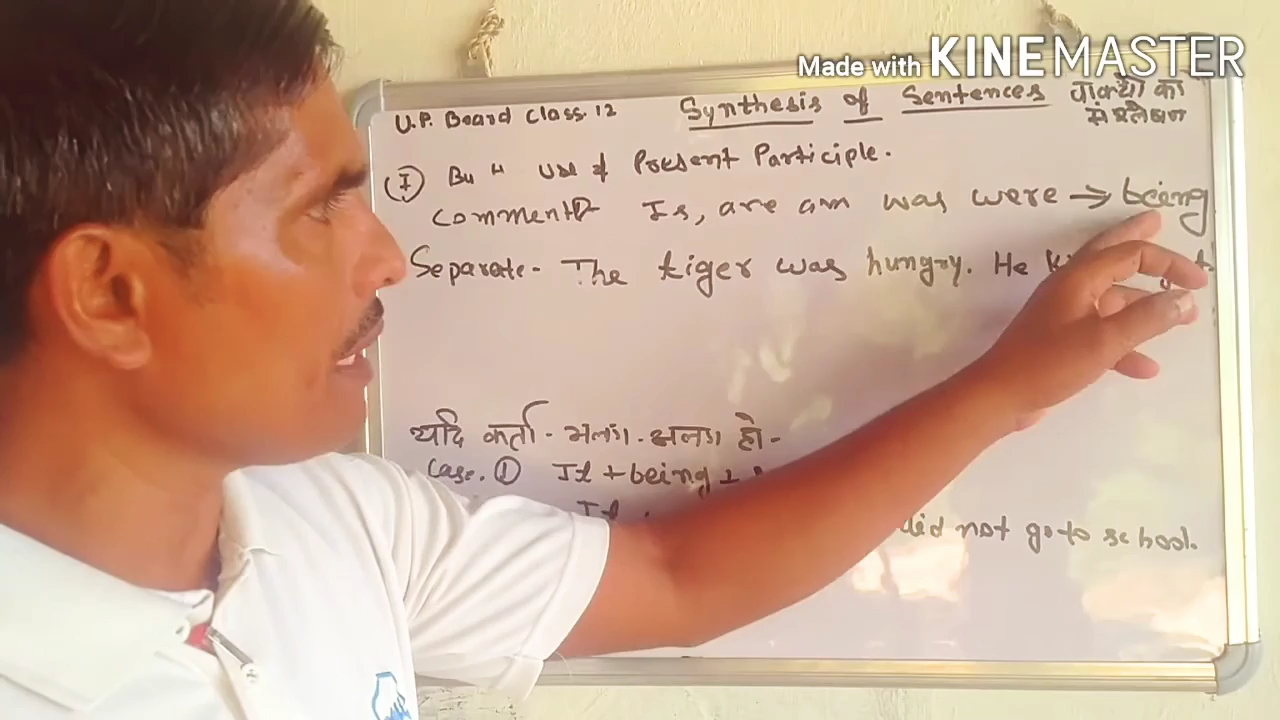 Made with KINEMASTER
U.P. Board Class.12 Synthesis of Sentences वाक्यों का संश्लेषण
(I) By " use of Present Participle.
Comment Is, are am was were ⇒ being
Separate- The tiger was hungry. He
यदि कर्ता - अलग - अलग हो -
Case. ① It + being +
did not go to school.